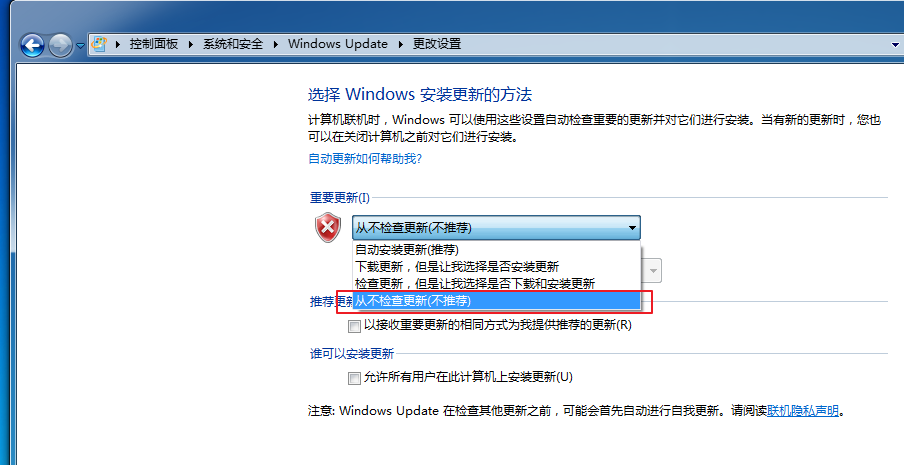 控制面板 系统和安全 Windows Update 更改设置
选择 Windows 安装更新的方法
计算机联机时，Windows 可以使用这些设置自动检查重要的更新并对它们进行安装。当有新的更新时，您也
可以在关闭计算机之前对它们进行安装。
自动更新如何帮助我?
重要更新(I)
从不检查更新(不推荐)
自动安装更新(推荐)
下载更新，但是让我选择是否安装更新
检查更新，但是让我选择是否下载和安装更新
从不检查更新(不推荐)
推荐更新
以接收重要更新的相同方式为我提供推荐的更新(R)
谁可以安装更新
允许所有用户在此计算机上安装更新(U)
注意: Windows Update 在检查其他更新之前，可能会首先自动进行自我更新。请阅读联机隐私声明。